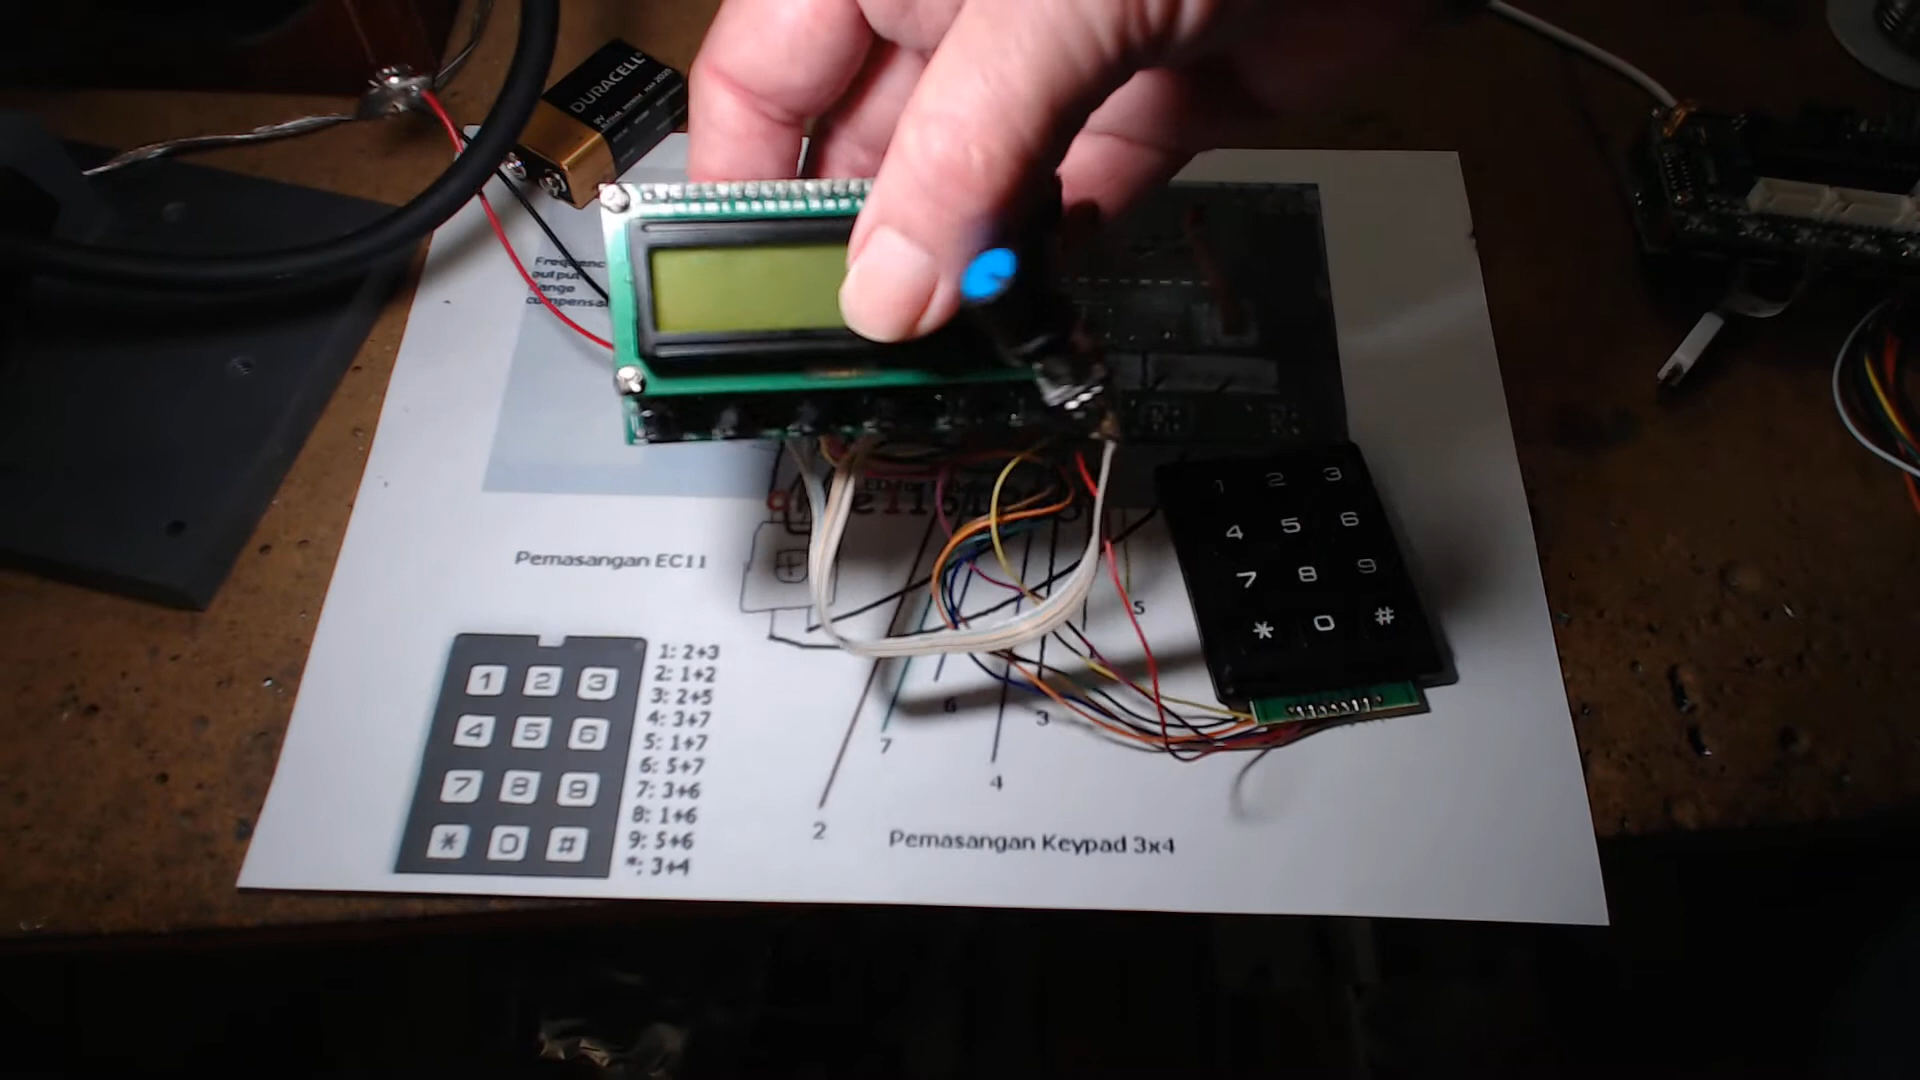 DURACELL
9V
Frequenc
output
Range
compensa
1 2 3
4 5 6
7 8 9
* 0 #
Pemasangan EC11
1 2 3
4 5 6
7 8 9
* 0 #
1: 2+3
2: 1+2
3: 2+5
4: 3+7
5: 1+7
6: 5+7
7: 3+6
8: 1+6
9: 5+6
*: 3+4
5
6
3
7
4
2
Pemasangan Keypad 3x4